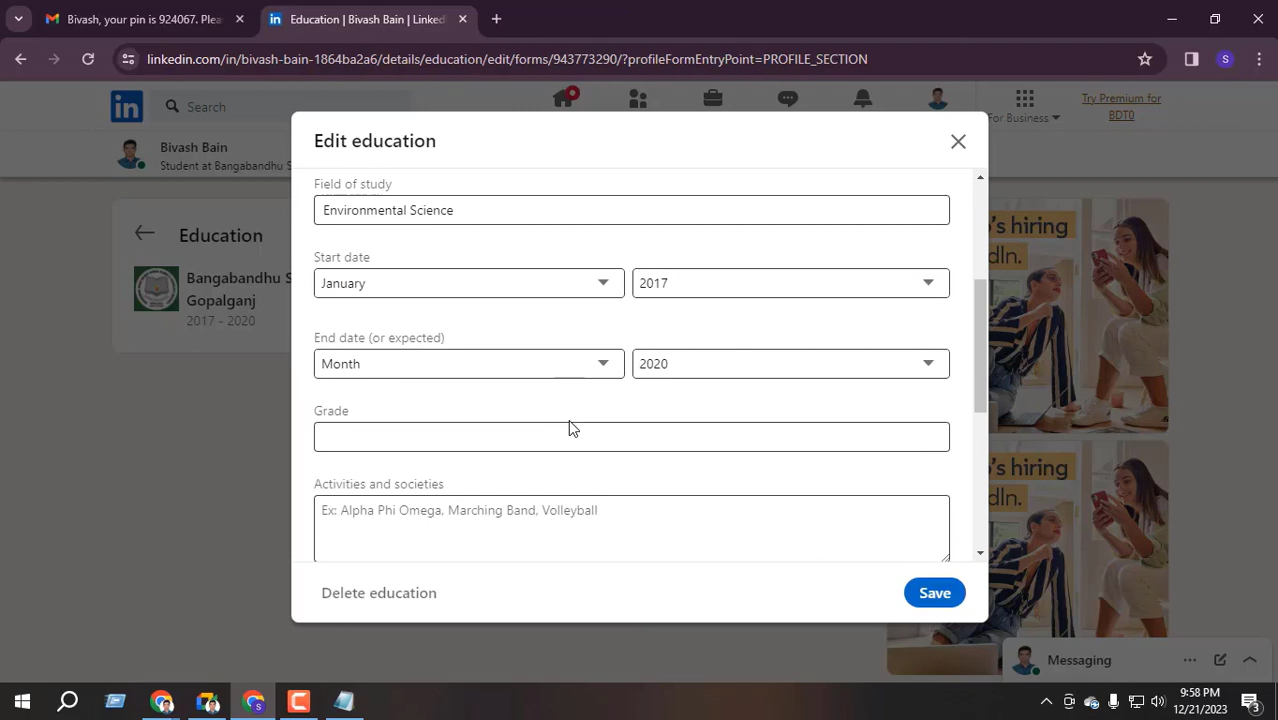 Bivash, your pin is 924067. Plea
Education | Bivash Bain | Linked
linkedin.com/in/bivash-bain-1864ba2a6/details/education/edit/forms/943773290/?profileFormEntryPoint=PROFILE_SECTION
S
Search
For Business
Try Premium for
BDT0
Bivash Bain
Student at Bangabandhu S
Education
Bangabandhu S
Gopalganj
2017 - 2020
Edit education
Field of study
Environmental Science
Start date
January
2017
End date (or expected)
Month
2020
Grade
Activities and societies
Ex: Alpha Phi Omega, Marching Band, Volleyball
Delete education
Save
's hiring
dIn.
's hiring
dIn.
Messaging
9:58 PM
12/21/2023
3